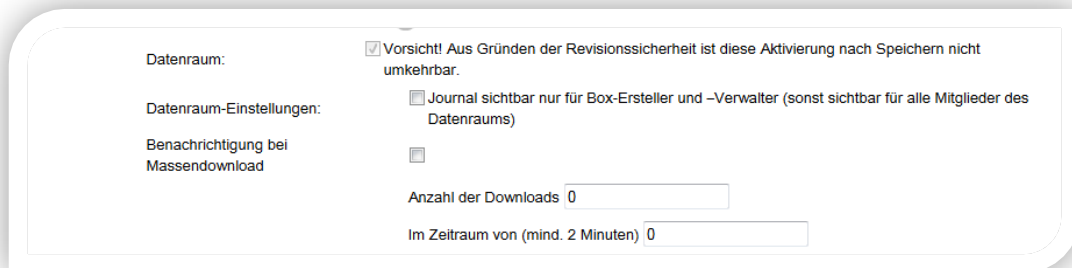 Datenraum:
Vorsicht! Aus Gründen der Revisionssicherheit ist diese Aktivierung nach Speichern nicht
umkehrbar.
Datenraum-Einstellungen:
Journal sichtbar nur für Box-Ersteller und –Verwalter (sonst sichtbar für alle Mitglieder des
Datenraums)
Benachrichtigung bei
Massendownload
Anzahl der Downloads 0
Im Zeitraum von (mind. 2 Minuten) 0